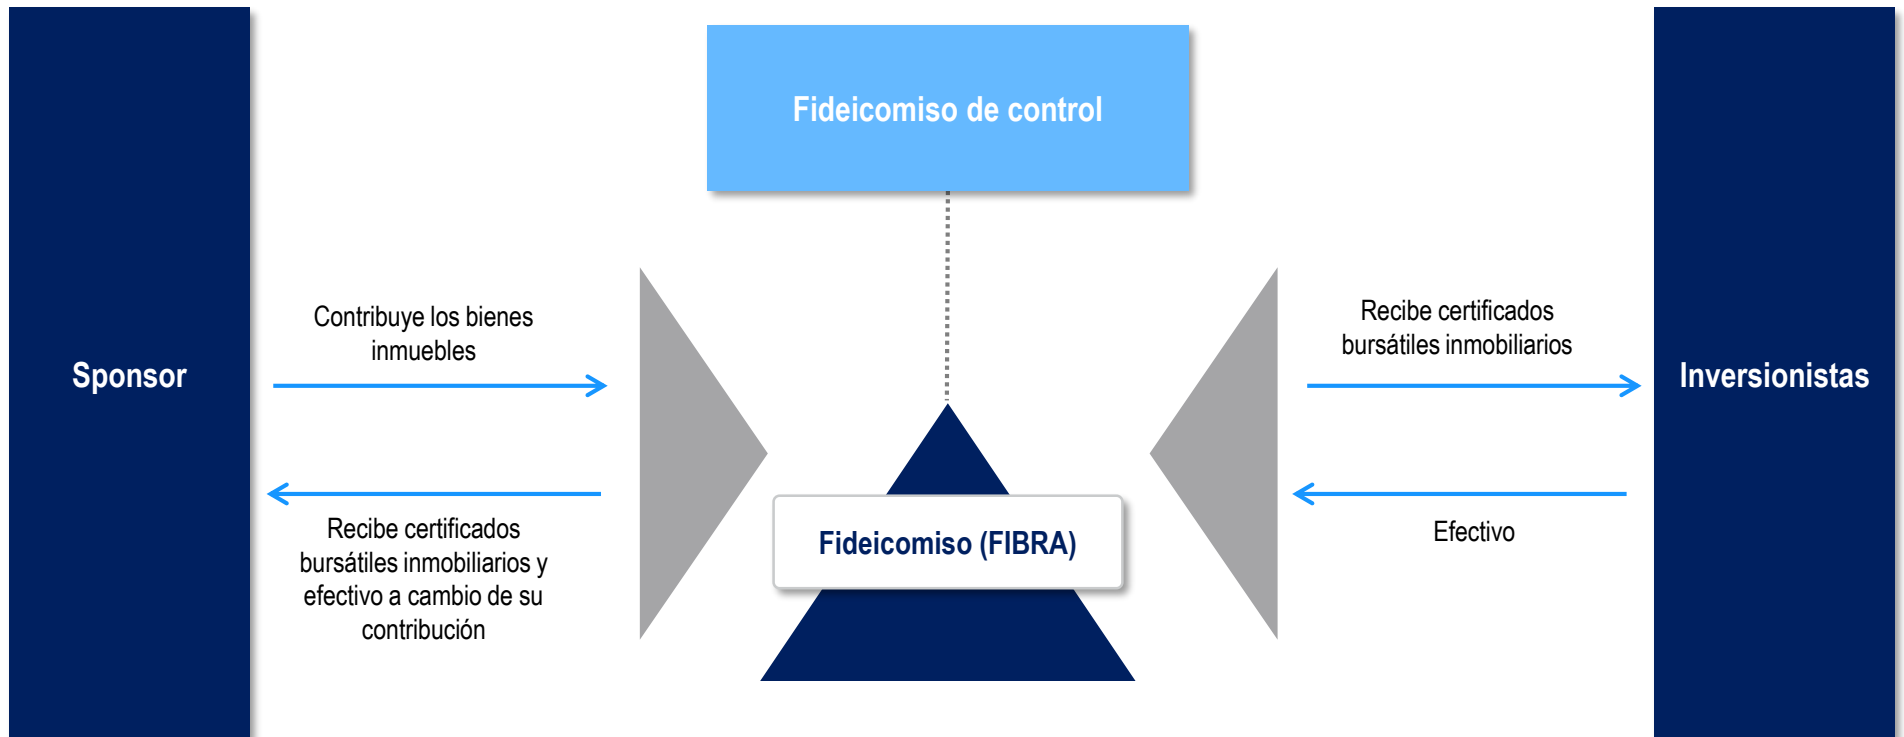 Fideicomiso de control
Sponsor
Contribuye los bienes
inmuebles
Recibe certificados
bursátiles inmobiliarios y
efectivo a cambio de su
contribución
Fideicomiso (FIBRA)
Recibe certificados
bursátiles inmobiliarios
Efectivo
Inversionistas